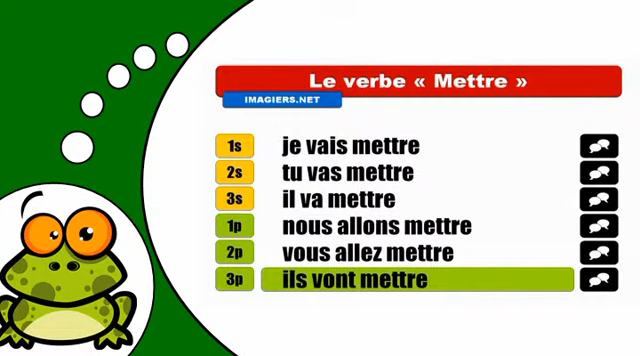 Le verbe « Mettre »
IMAGIERS.NET
1s je vais mettre
2s tu vas mettre
3s il va mettre
1p nous allons mettre
2p vous allez mettre
3p ils vont mettre